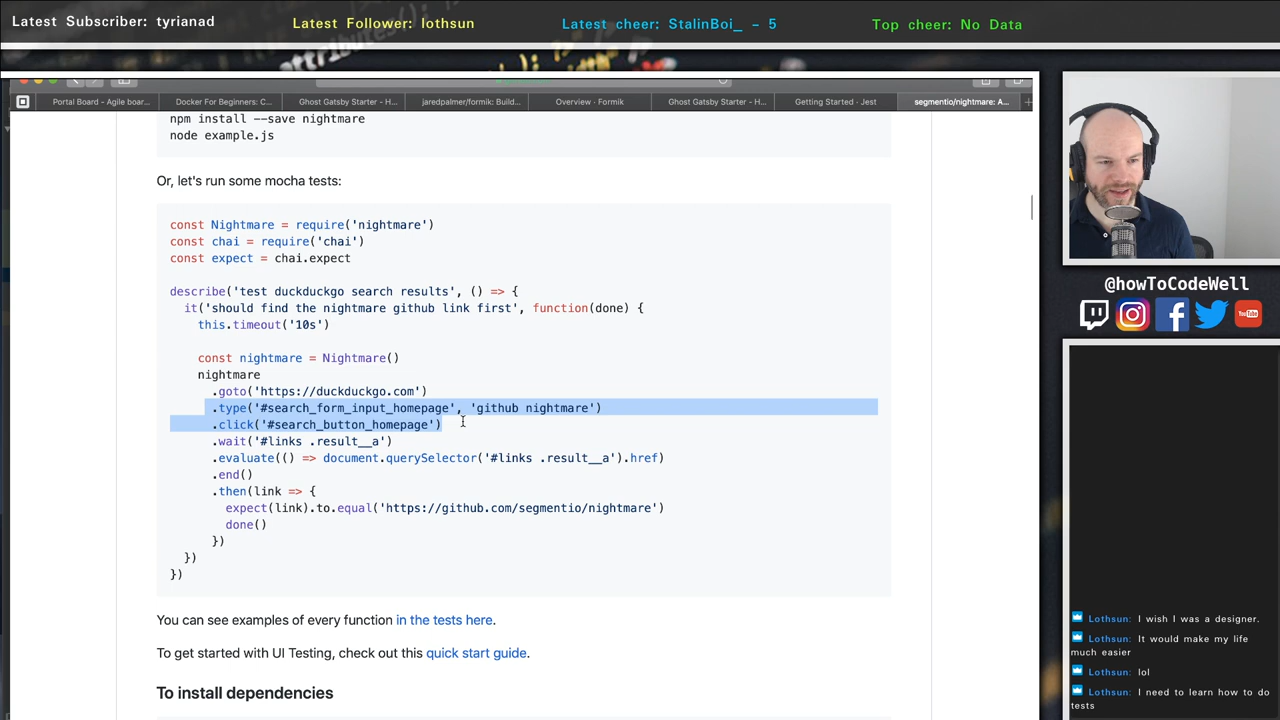 Latest Subscriber: tyrianad
Latest Follower: lothsun
Latest cheer: StalinBoi_ - 5
Top cheer: No Data
Portal Board - Agile boar...
Docker For Beginners: C...
Ghost Gatsby Starter - H...
jaredpalmer/formik: Build...
Overview · Formik
Ghost Gatsby Starter - H...
Getting Started · Jest
segmentio/nightmare: A...
npm install --save nightmare
node example.js
Or, let's run some mocha tests:
const Nightmare = require('nightmare')
const chai = require('chai')
const expect = chai.expect
describe('test duckduckgo search results', () => {
it('should find the nightmare github link first', function(done) {
this.timeout('10s')
const nightmare = Nightmare()
nightmare
.goto('https://duckduckgo.com')
.type('#search_form_input_homepage', 'github nightmare')
.click('#search_button_homepage')
.wait('#links .result__a')
.evaluate(() => document.querySelector('#links .result__a').href)
.end()
.then(link => {
expect(link).to.equal('https://github.com/segmentio/nightmare')
done()
})
})
})
You can see examples of every function in the tests here.
To get started with UI Testing, check out this quick start guide.
To install dependencies
@howToCodeWell
You Tube
Lothsun: I wish I was a designer.
Lothsun: It would make my life
much easier
Lothsun: lol
Lothsun: I need to learn how to do
tests